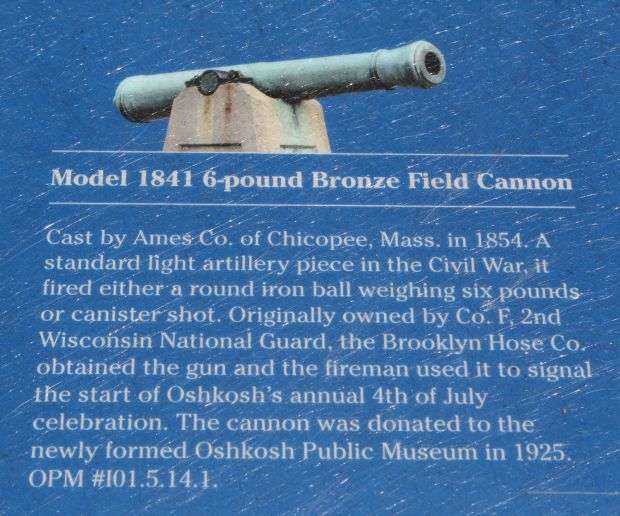 Model 1841 6-pound Bronze Field Cannon
Cast by Ames Co. of Chicopee, Mass. in 1854. A
standard light artillery piece in the Civil War, it
fired either a round iron ball weighing six pounds
or canister shot. Originally owned by Co. F, 2nd
Wisconsin National Guard, the Brooklyn Hose Co.
obtained the gun and the fireman used it to signal
the start of Oshkosh's annual 4th of July
celebration. The cannon was donated to the
newly formed Oshkosh Public Museum in 1925.
OPM #I01.5.14.1.